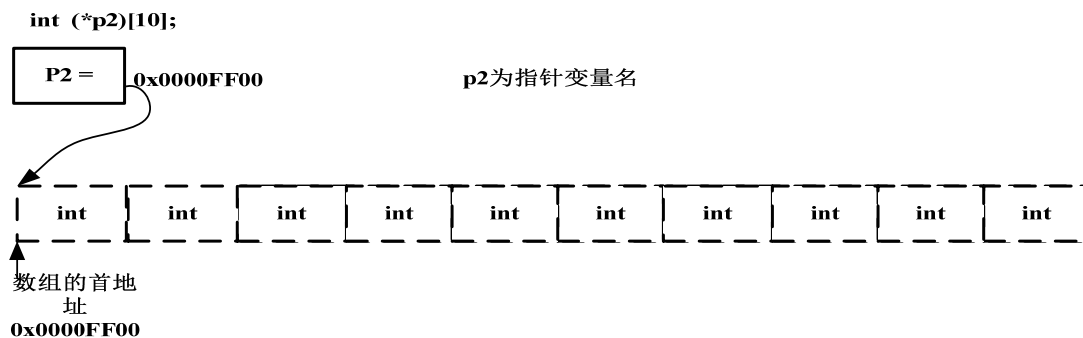 int (*p2)[10];
P2 =
0x0000FF00
p2为指针变量名
int int int int int int int int int int
数组的首地
址
0x0000FF00